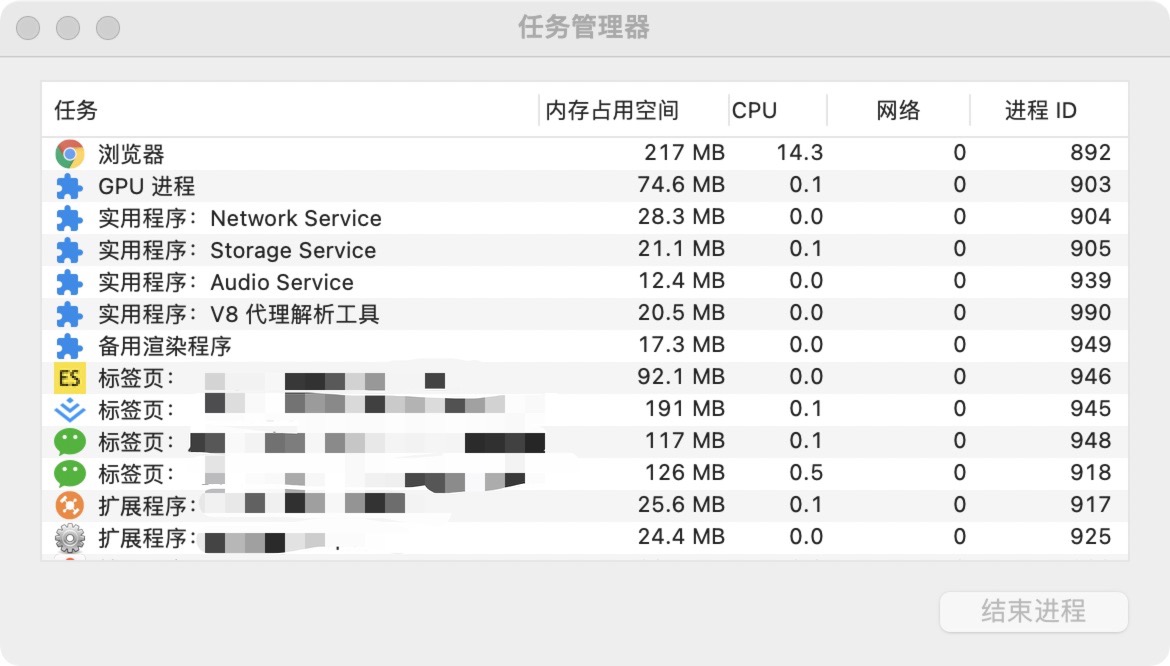 任务管理器
任务 内存占用空间 CPU 网络 进程 ID
浏览器 217 MB 14.3 0 892
GPU 进程 74.6 MB 0.1 0 903
实用程序：Network Service 28.3 MB 0.0 0 904
实用程序：Storage Service 21.1 MB 0.1 0 905
实用程序：Audio Service 12.4 MB 0.0 0 939
实用程序：V8 代理解析工具 20.5 MB 0.0 0 990
备用渲染程序 17.3 MB 0.0 0 949
ES 标签页： 92.1 MB 0.0 0 946
标签页： 191 MB 0.1 0 945
标签页： 117 MB 0.1 0 948
标签页： 126 MB 0.5 0 918
扩展程序： 25.6 MB 0.1 0 917
扩展程序： 24.4 MB 0.0 0 925
结束进程